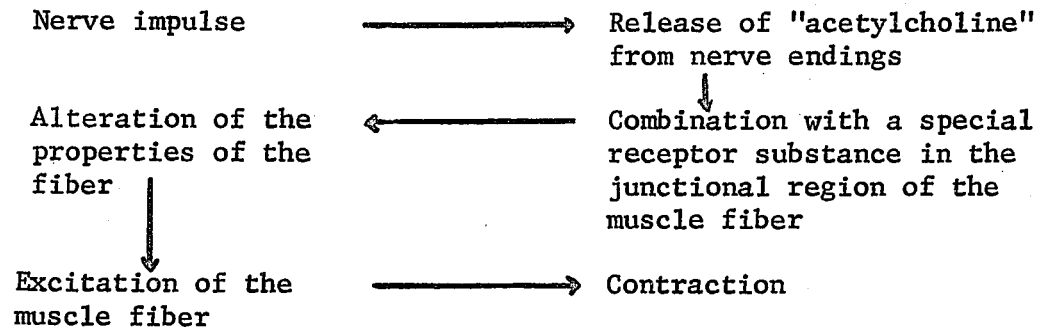 Nerve impulse
Release of "acetylcholine"
from nerve endings
Combination with a special
receptor substance in the
junctional region of the
muscle fiber
Alteration of the
properties of the
fiber
Excitation of the
muscle fiber
Contraction